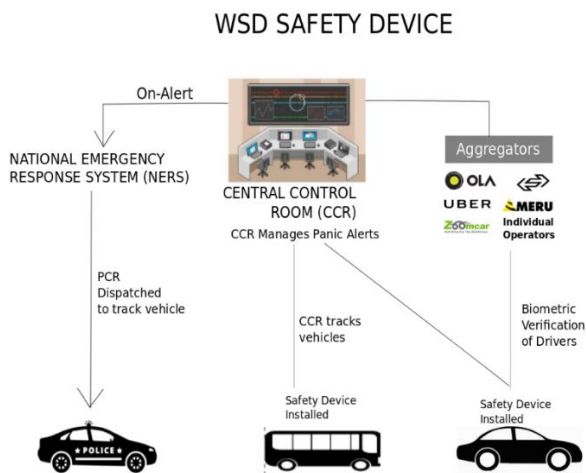 WSD SAFETY DEVICE
On-Alert
NATIONAL EMERGENCY
RESPONSE SYSTEM (NERS)
CENTRAL CONTROL
ROOM (CCR)
CCR Manages Panic Alerts
Aggregators
OLA
UBER
MERU
Zoomcar
Individual
Operators
PCR
Dispatched
to track vehicle
CCR tracks
vehicles
Biometric
Verification
of Drivers
Safety Device
Installed
Safety Device
Installed
POLICE